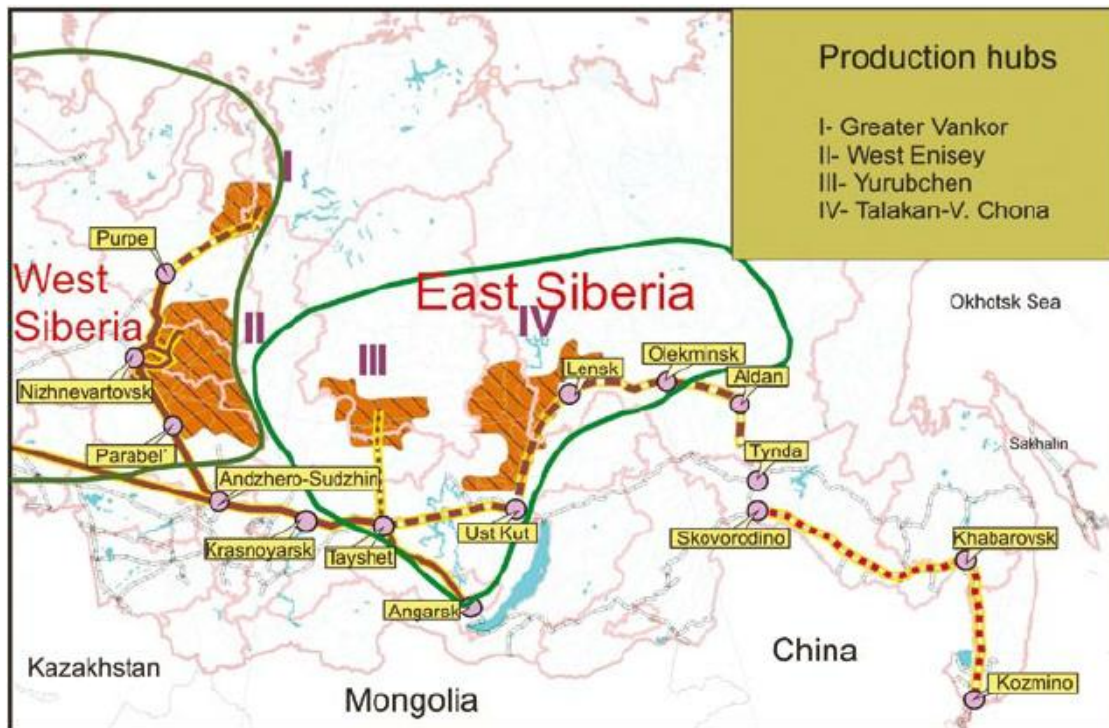 Production hubs
I- Greater Vankor
II- West Enisey
III- Yurubchen
IV- Talakan-V. Chona
I
Purpe
West
Siberia
East Siberia
Okhotsk Sea
II
IV
III
Olekminsk
Lensk
Aldan
Nizhnevartovsk
Parabel'
Sakhalin
Tynda
Andzhero-Sudzhin
Ust Kut
Skovorodino
Khabarovsk
Krasnoyarsk
Tayshet
Angarsk
China
Kazakhstan
Mongolia
Kozmino